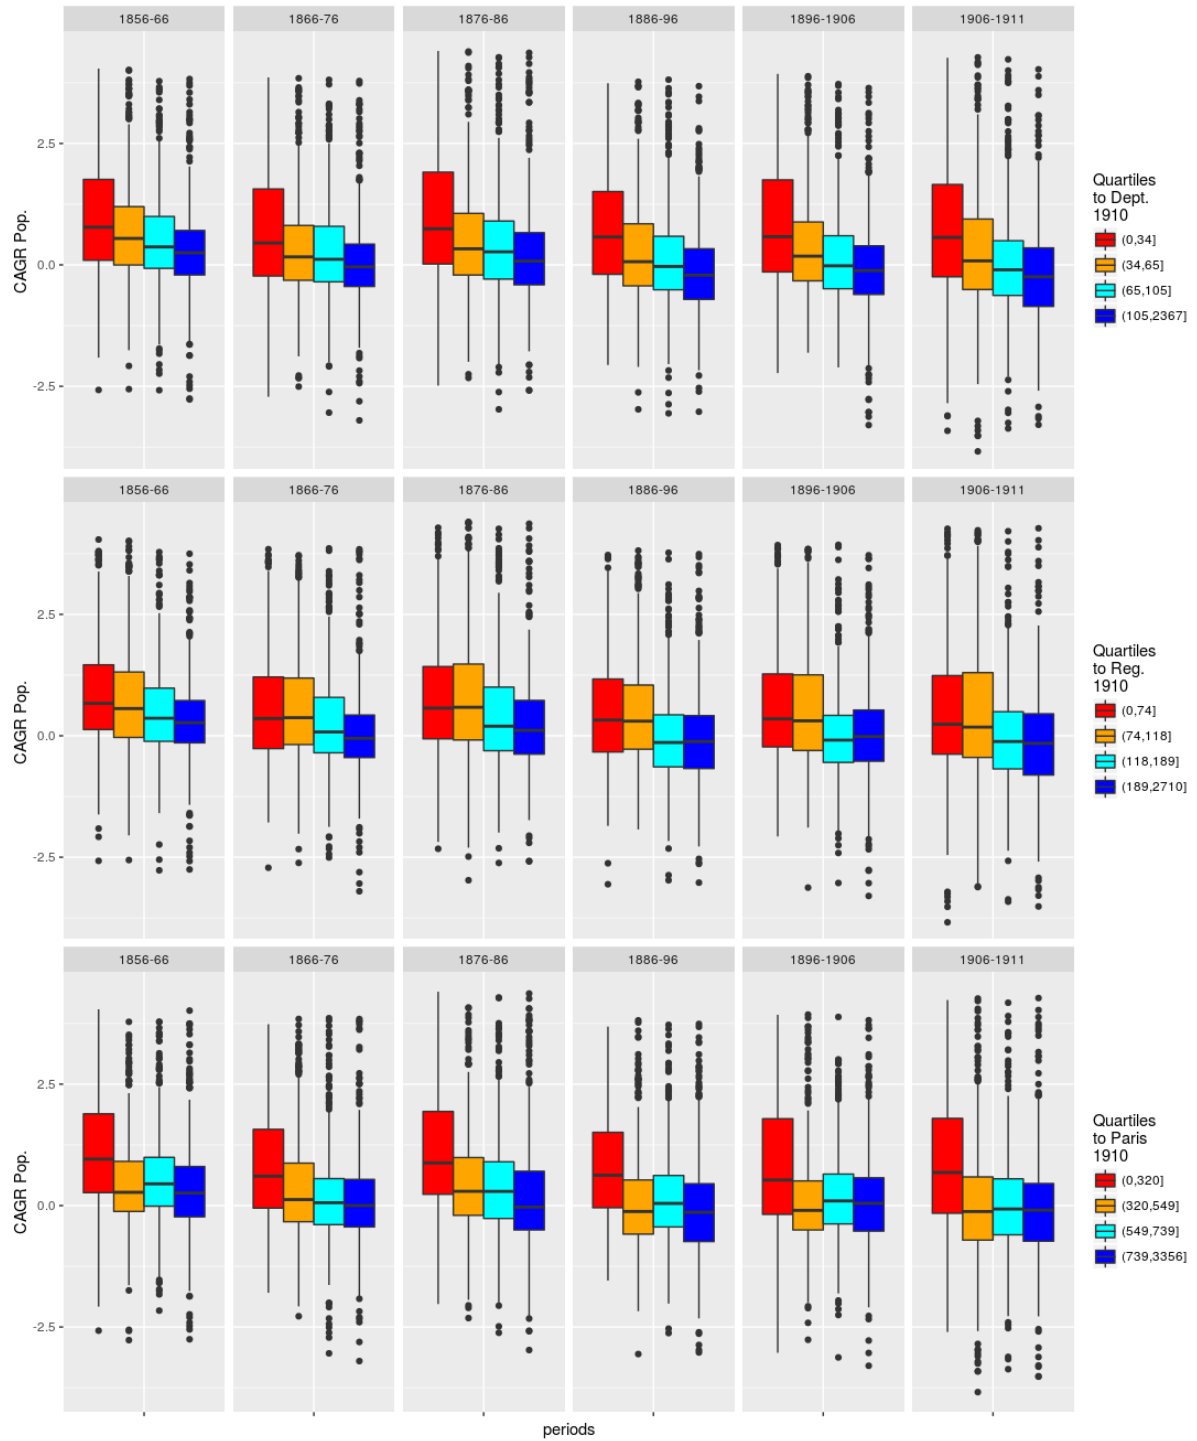 1856-66 1866-76 1876-86 1886-96 1896-1906 1906-1911
CAGR Pop.
2.5
0.0
-2.5
Quartiles
to Dept.
1910
(0,34]
(34,65]
(65,105]
(105,2367]
1856-66 1866-76 1876-86 1886-96 1896-1906 1906-1911
CAGR Pop.
2.5
0.0
-2.5
Quartiles
to Reg.
1910
(0,74]
(74,118]
(118,189]
(189,2710]
1856-66 1866-76 1876-86 1886-96 1896-1906 1906-1911
CAGR Pop.
2.5
0.0
-2.5
Quartiles
to Paris
1910
(0,320]
(320,549]
(549,739]
(739,3356]
periods